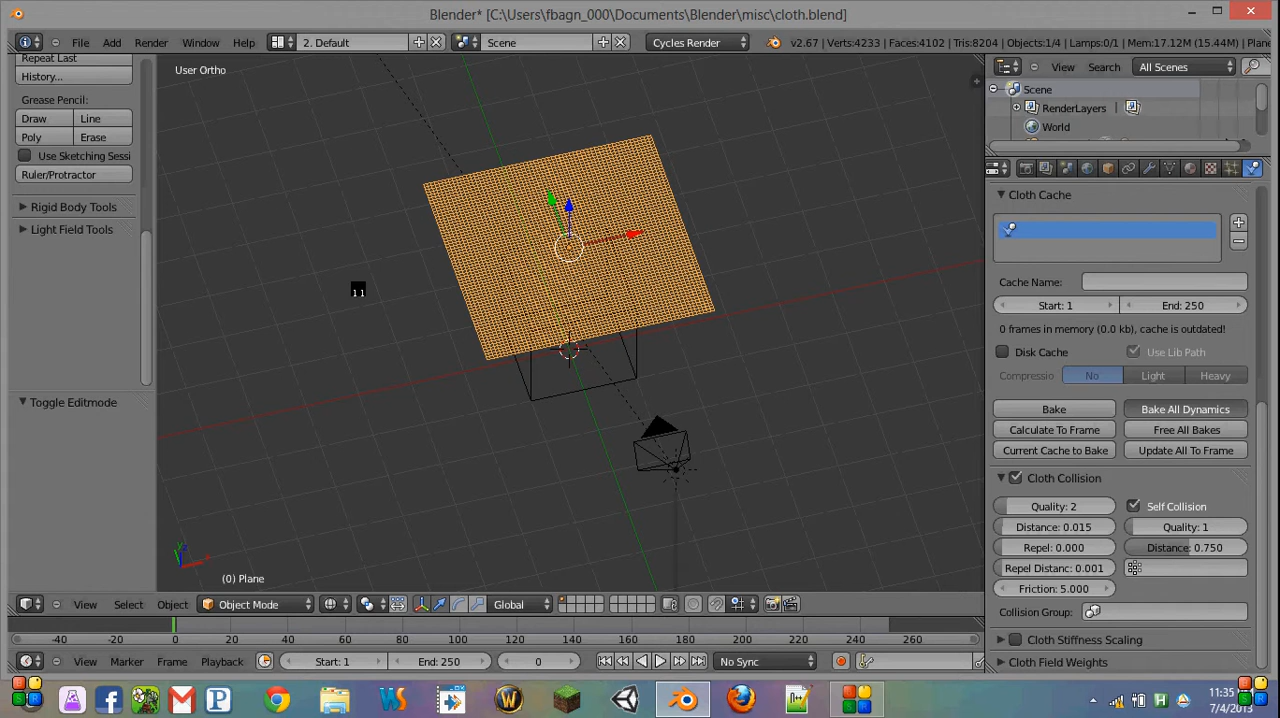 Blender* [C:\Users\fbagn_000\Documents\Blender\misc\cloth.blend]
File Add Render Window Help 2. Default Scene Cycles Render v2.67 | Verts:4233 | Faces:4102 | Tris:8204 | Objects:1/4 | Lamps:0/1 | Mem:17.12M (15.44M) | Plane
Repeat Last
History...
Grease Pencil:
Draw Line
Poly Erase
Use Sketching Sessi
Ruler/Protractor
Rigid Body Tools
Light Field Tools
Toggle Editmode
User Ortho
11
(0) Plane
View Search All Scenes
Scene
RenderLayers
World
Cloth Cache
Cache Name:
Start: 1 End: 250
0 frames in memory (0.0 kb), cache is outdated!
Disk Cache Use Lib Path
Compressio No Light Heavy
Bake Bake All Dynamics
Calculate To Frame Free All Bakes
Current Cache to Bake Update All To Frame
Cloth Collision
Quality: 2 Self Collision
Distance: 0.015 Quality: 1
Repel: 0.000 Distance: 0.750
Repel Distanc: 0.001
Friction: 5.000
Collision Group:
Cloth Stiffness Scaling
Cloth Field Weights
View Select Object Object Mode Global
-40 -20 0 20 40 60 80 100 120 140 160 180 200 220 240 260
View Marker Frame Playback Start: 1 End: 250 0 No Sync
11:35
7/4/2013